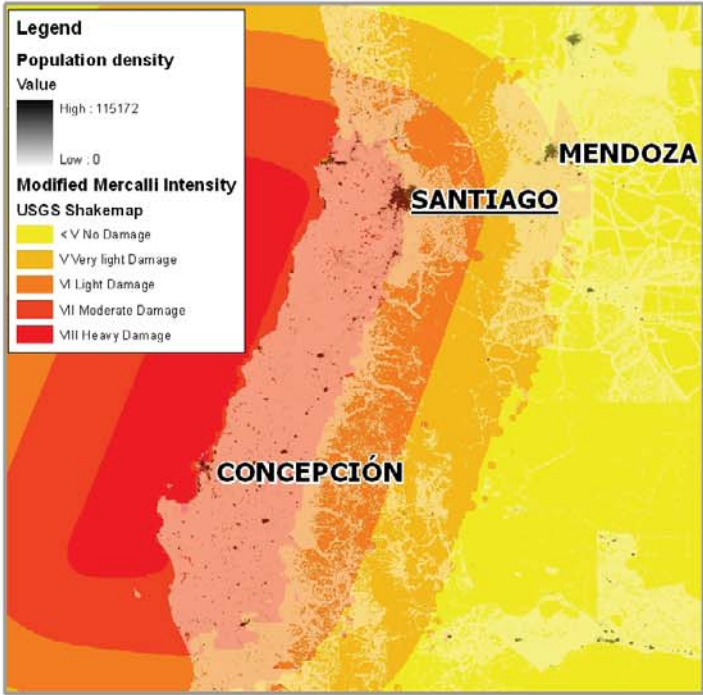 Legend
Population density
Value
High : 115172
Low : 0
Modified Mercalli Intensity
USGS Shakemap
< V No Damage
V Very light Damage
VI Light Damage
VII Moderate Damage
VIII Heavy Damage
MENDOZA
SANTIAGO
CONCEPCIÓN